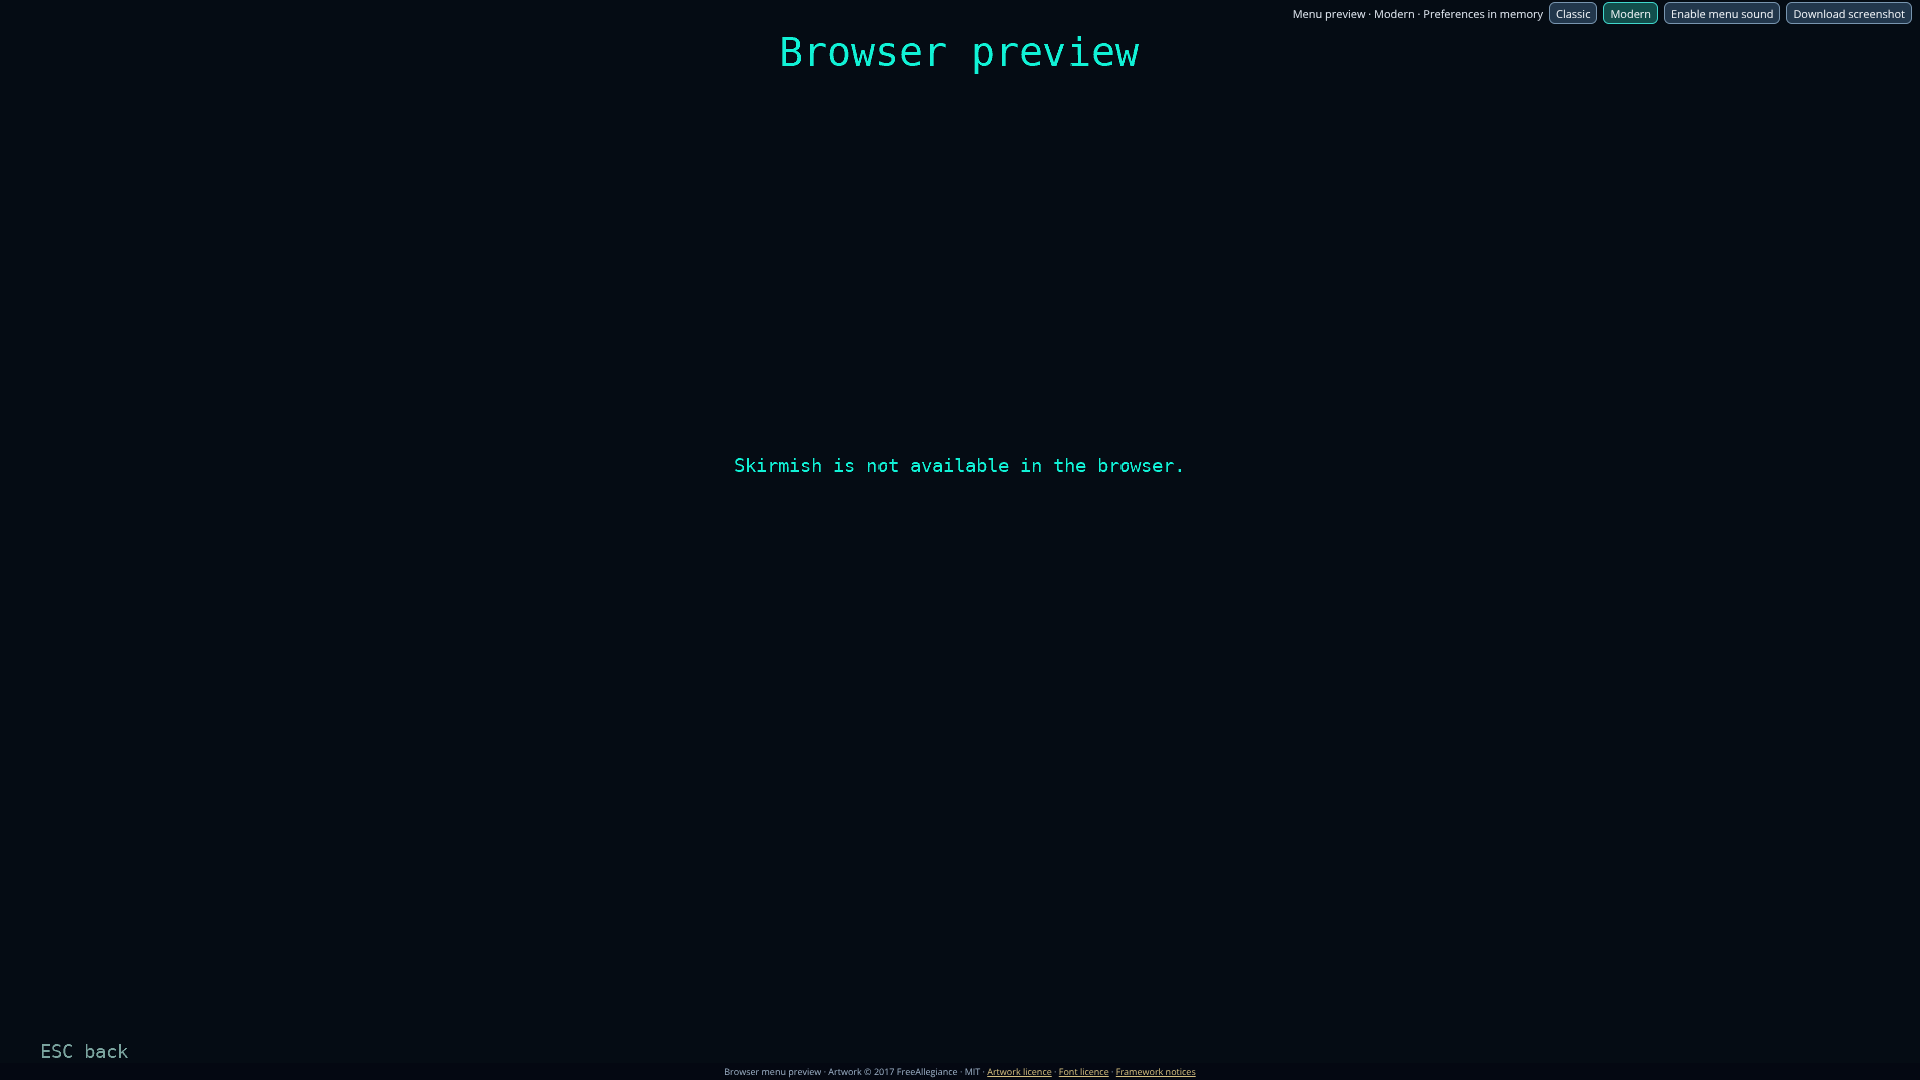 Menu preview · Modern · Preferences in memory Classic Modern Enable menu sound Download screenshot
Browser preview
Skirmish is not available in the browser.
ESC back
Browser menu preview · Artwork © 2017 FreeAllegiance · MIT · Artwork licence · Font licence · Framework notices